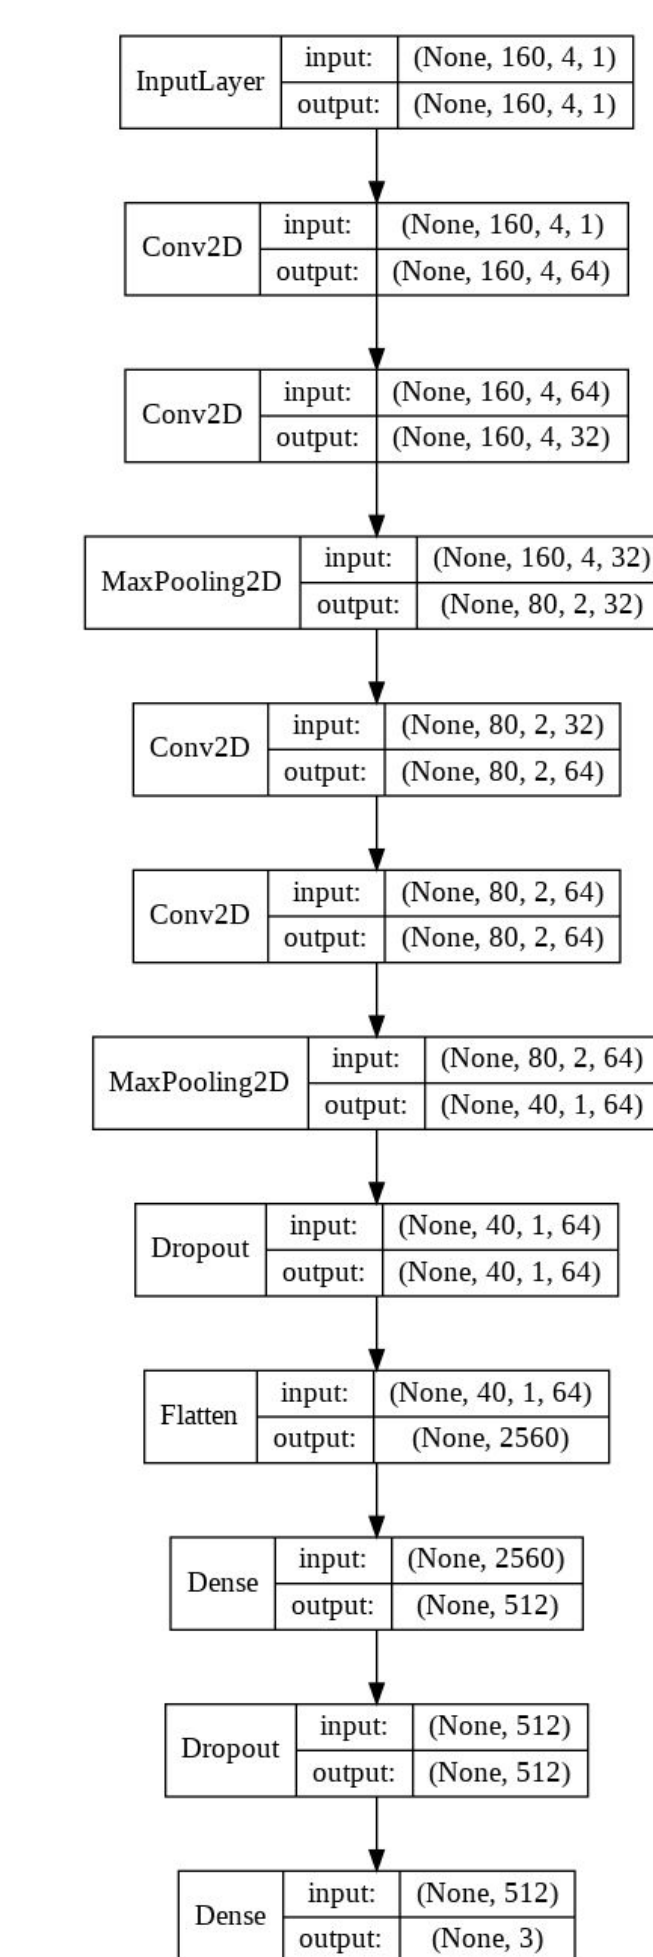 InputLayer
input: (None, 160, 4, 1)
output: (None, 160, 4, 1)
Conv2D
input: (None, 160, 4, 1)
output: (None, 160, 4, 64)
Conv2D
input: (None, 160, 4, 64)
output: (None, 160, 4, 32)
MaxPooling2D
input: (None, 160, 4, 32)
output: (None, 80, 2, 32)
Conv2D
input: (None, 80, 2, 32)
output: (None, 80, 2, 64)
Conv2D
input: (None, 80, 2, 64)
output: (None, 80, 2, 64)
MaxPooling2D
input: (None, 80, 2, 64)
output: (None, 40, 1, 64)
Dropout
input: (None, 40, 1, 64)
output: (None, 40, 1, 64)
Flatten
input: (None, 40, 1, 64)
output: (None, 2560)
Dense
input: (None, 2560)
output: (None, 512)
Dropout
input: (None, 512)
output: (None, 512)
Dense
input: (None, 512)
output: (None, 3)